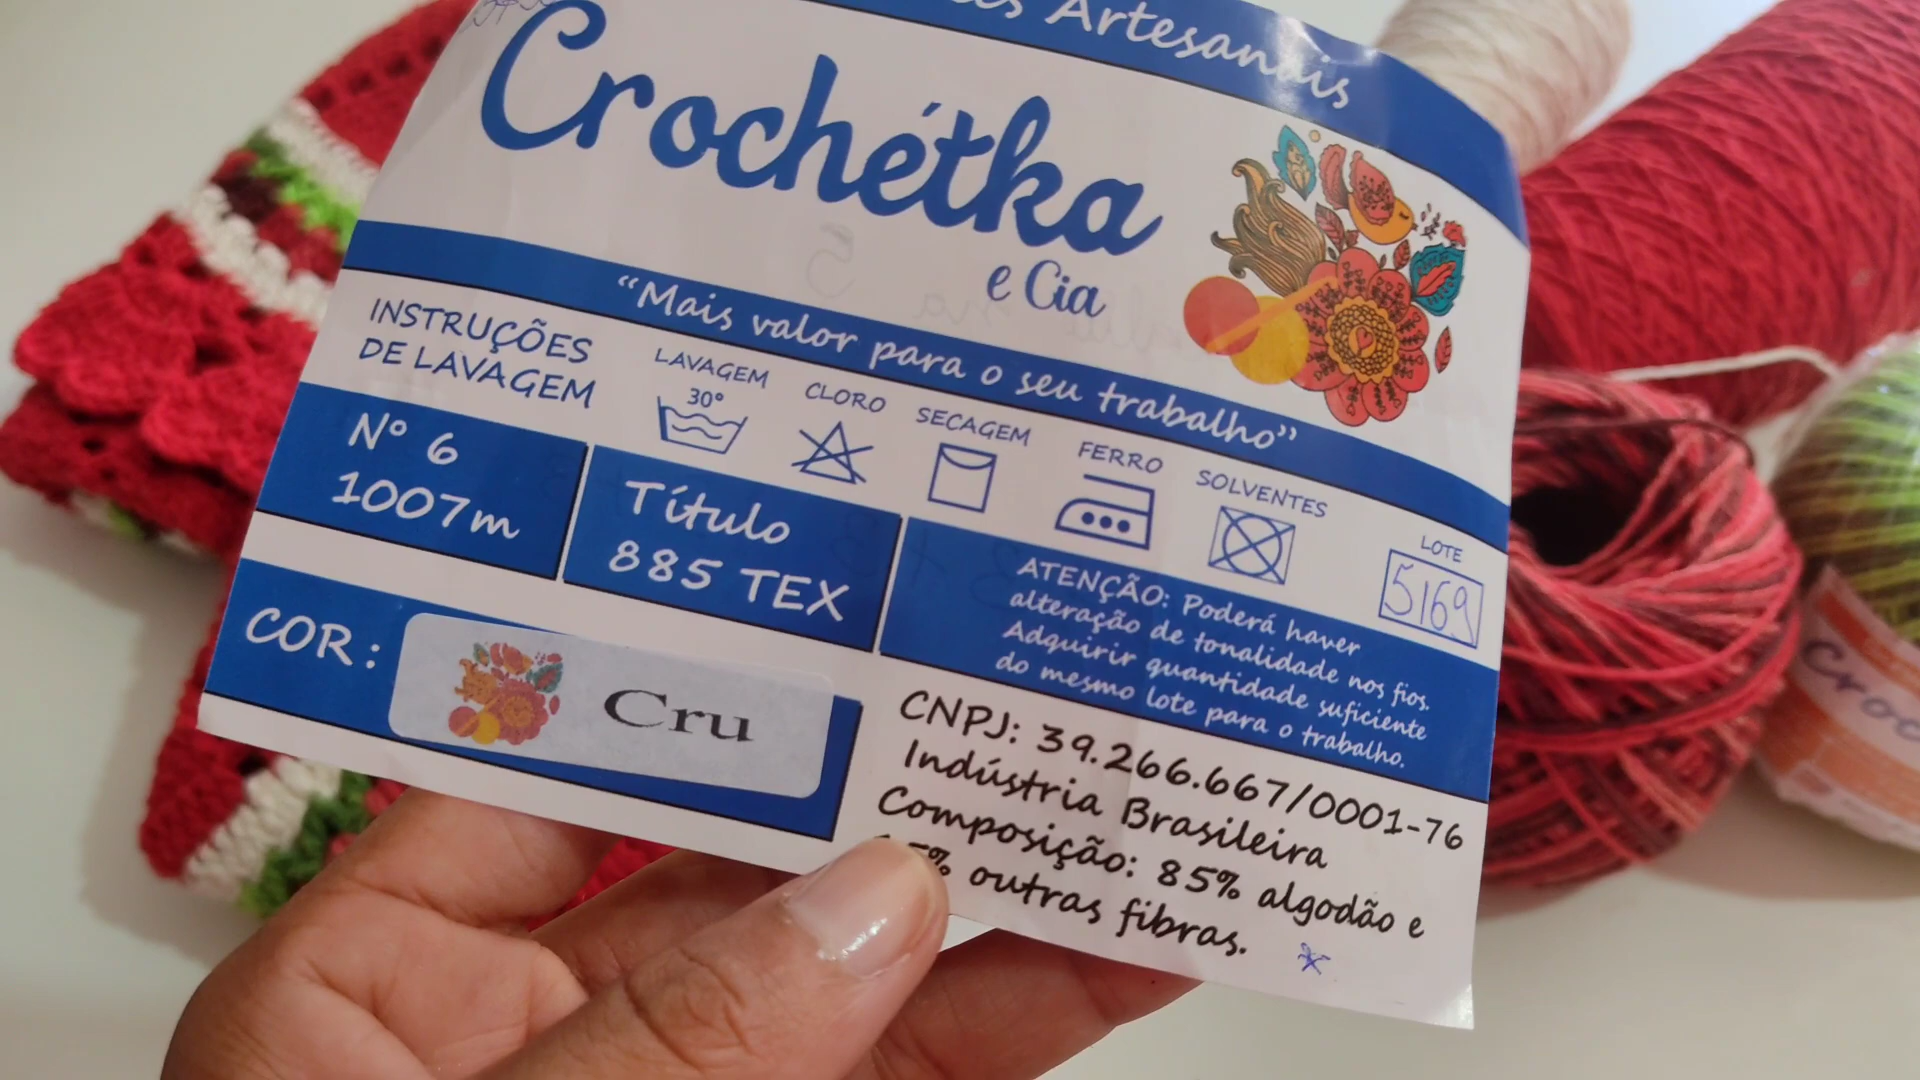 Artesanais
Crochétka
e Cia
“Mais valor para o seu trabalho”
INSTRUÇÕES
DE LAVAGEM
LAVAGEM
30°
CLORO
SECAGEM
FERRO
SOLVENTES
LOTE
5169
Nº 6
1007m
Título
885 TEX
ATENÇÃO: Poderá haver
alteração de tonalidade nos fios.
Adquirir quantidade suficiente
do mesmo lote para o trabalho.
COR:
Cru
CNPJ: 39.266.667/0001-76
Indústria Brasileira
Composição: 85% algodão e
5% outras fibras.
Croc